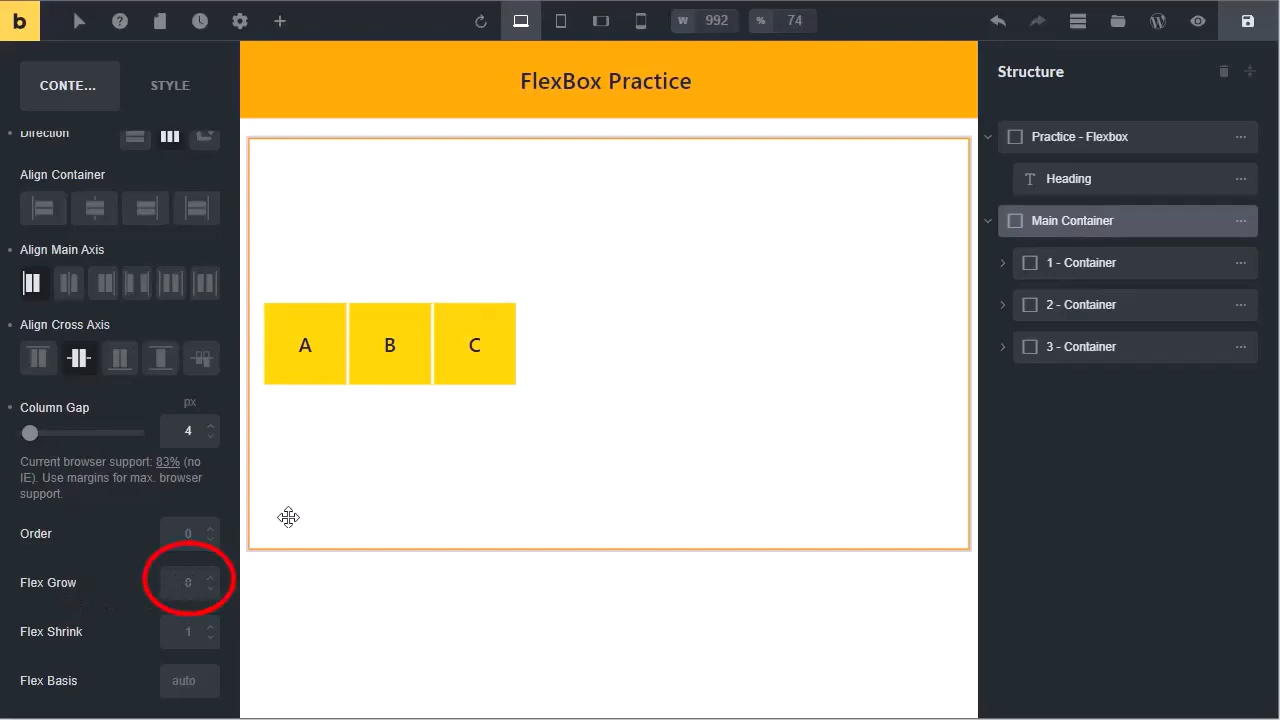 b
W 992
% 74
CONTE...
STYLE
Direction
Align Container
Align Main Axis
Align Cross Axis
Column Gap
px
4
Current browser support: 83% (no
IE). Use margins for max. browser
support.
Order 0
Flex Grow 0
Flex Shrink 1
Flex Basis auto
FlexBox Practice
A B C
Structure
Practice - Flexbox ...
T Heading ...
Main Container ...
1 - Container ...
2 - Container ...
3 - Container ...